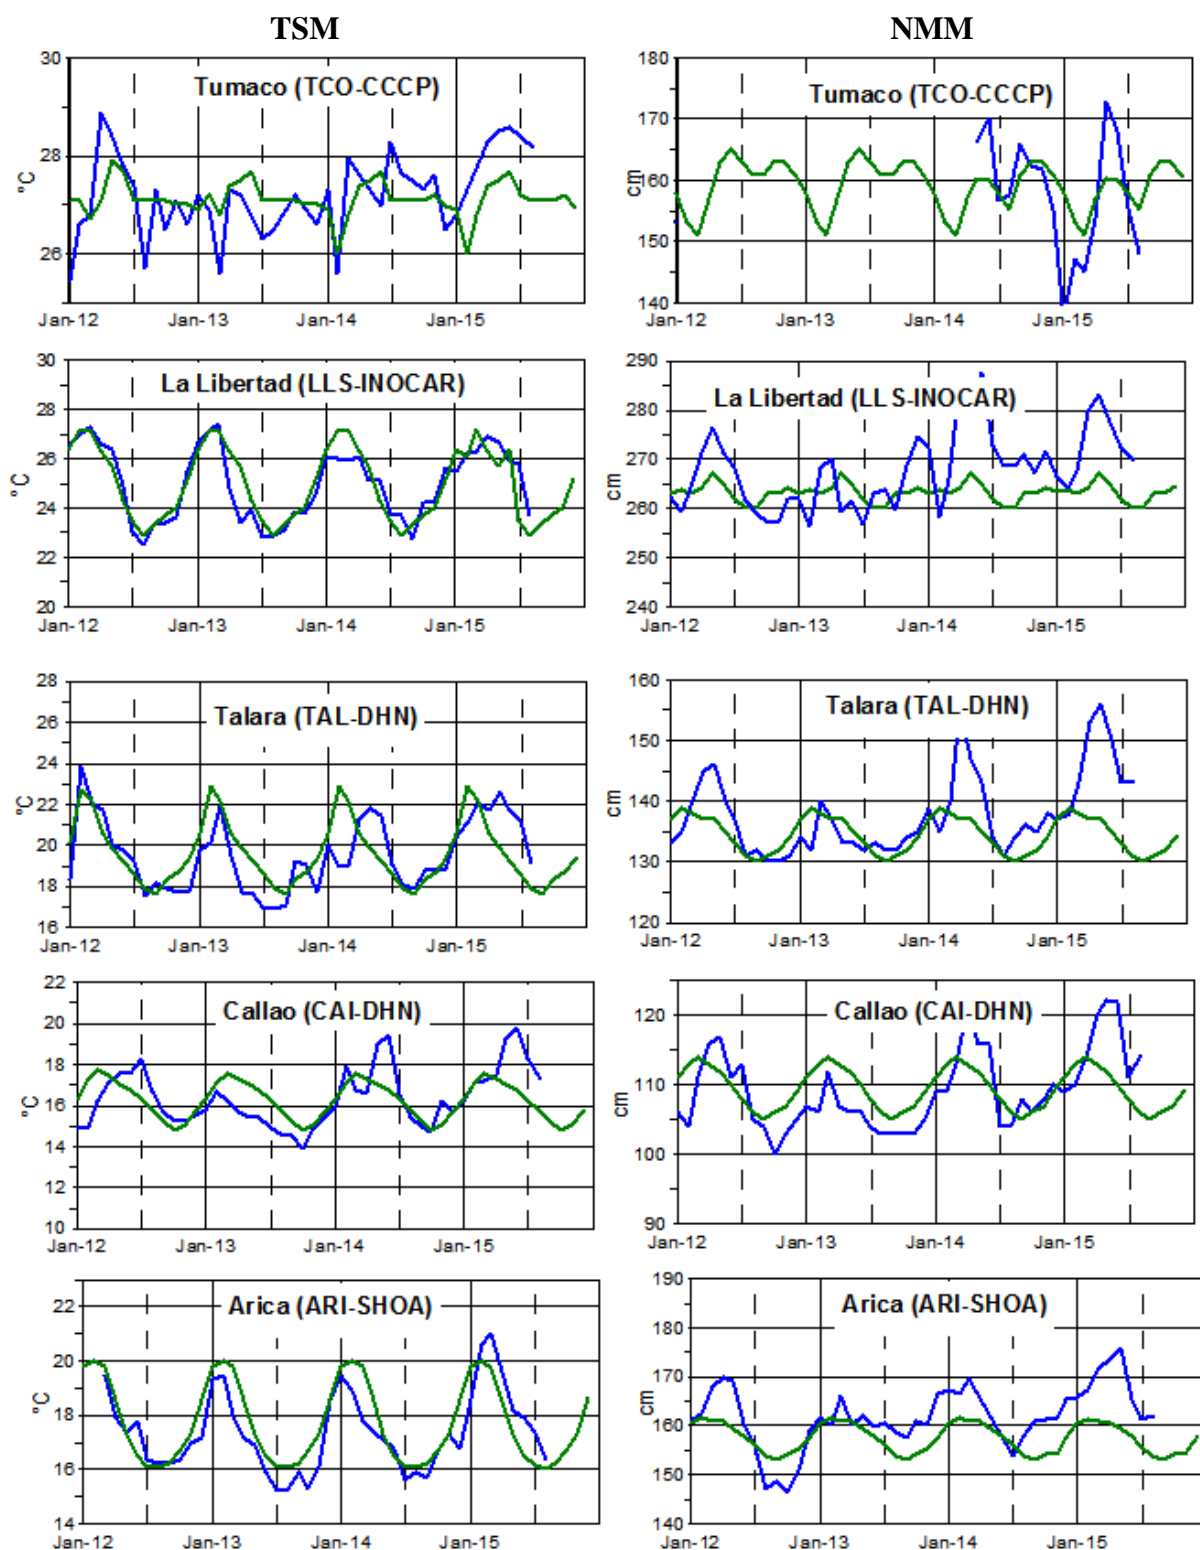 TSM
NMM
Tumaco (TCO-CCCP)
°C
30
28
26
Jan-12 Jan-13 Jan-14 Jan-15
Tumaco (TCO-CCCP)
cm
180
170
160
150
140
Jan-12 Jan-13 Jan-14 Jan-15
La Libertad (LLS-INOCAR)
°C
30
28
26
24
22
20
Jan-12 Jan-13 Jan-14 Jan-15
La Libertad (LLS-INOCAR)
cm
290
280
270
260
250
240
Jan-12 Jan-13 Jan-14 Jan-15
Talara (TAL-DHN)
°C
28
26
24
22
20
18
16
Jan-12 Jan-13 Jan-14 Jan-15
Talara (TAL-DHN)
cm
160
150
140
130
120
Jan-12 Jan-13 Jan-14 Jan-15
Callao (CAI-DHN)
°C
22
20
18
16
14
12
10
Jan-12 Jan-13 Jan-14 Jan-15
Callao (CAI-DHN)
cm
120
110
100
90
Jan-12 Jan-13 Jan-14 Jan-15
Arica (ARI-SHOA)
°C
22
20
18
16
14
Jan-12 Jan-13 Jan-14 Jan-15
Arica (ARI-SHOA)
cm
190
180
170
160
150
140
Jan-12 Jan-13 Jan-14 Jan-15